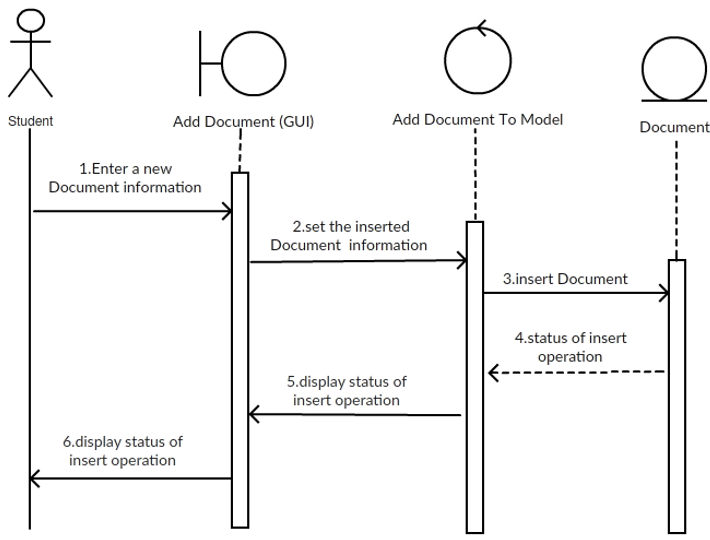 Student
Add Document (GUI)
Add Document To Model
Document
1.Enter a new
Document information
2.set the inserted
Document information
3.insert Document
4.status of insert
operation
5.display status of
insert operation
6.display status of
insert operation